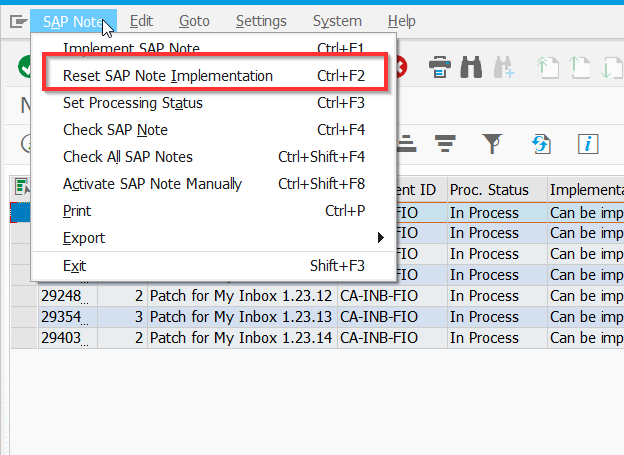 SAP Note Edit Goto Settings System Help
Implement SAP Note Ctrl+F1
Reset SAP Note Implementation Ctrl+F2
Set Processing Status Ctrl+F3
Check SAP Note Ctrl+F4
Check All SAP Notes Ctrl+Shift+F4
Activate SAP Note Manually Ctrl+Shift+F8
Print Ctrl+P
Export
Exit Shift+F3
N
ent ID Proc. Status Implementa
FIO In Process Can be imp
FIO In Process Can be imp
FIO In Process Can be imp
FIO In Process Can be imp
29248... 2 Patch for My Inbox 1.23.12 CA-INB-FIO In Process Can be imp
29354... 3 Patch for My Inbox 1.23.13 CA-INB-FIO In Process Can be imp
29403... 2 Patch for My Inbox 1.23.14 CA-INB-FIO In Process Can be imp